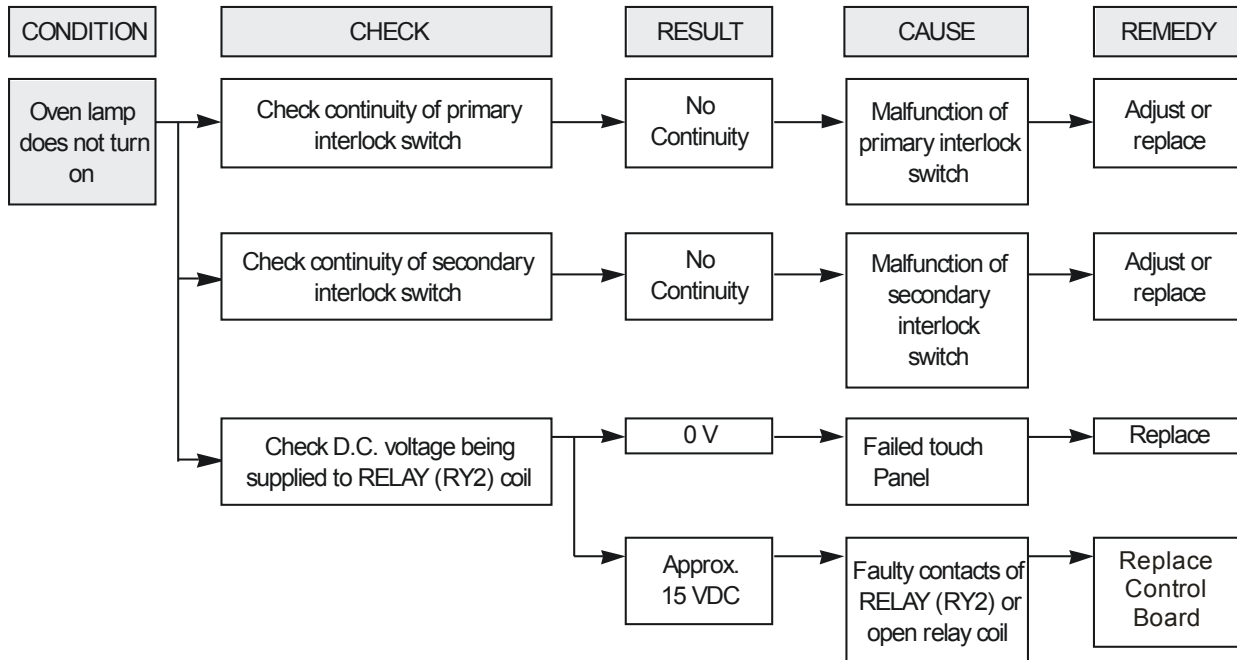 CONDITION
CHECK
RESULT
CAUSE
REMEDY
Oven lamp
does not turn
on
Check continuity of primary
interlock switch
No
Continuity
Malfunction of
primary interlock
switch
Adjust or
replace
Check continuity of secondary
interlock switch
No
Continuity
Malfunction of
secondary
interlock
switch
Adjust or
replace
Check D.C. voltage being
supplied to RELAY (RY2) coil
0 V
Failed touch
Panel
Replace
Approx.
15 VDC
Faulty contacts of
RELAY (RY2) or
open relay coil
Replace
Control
Board